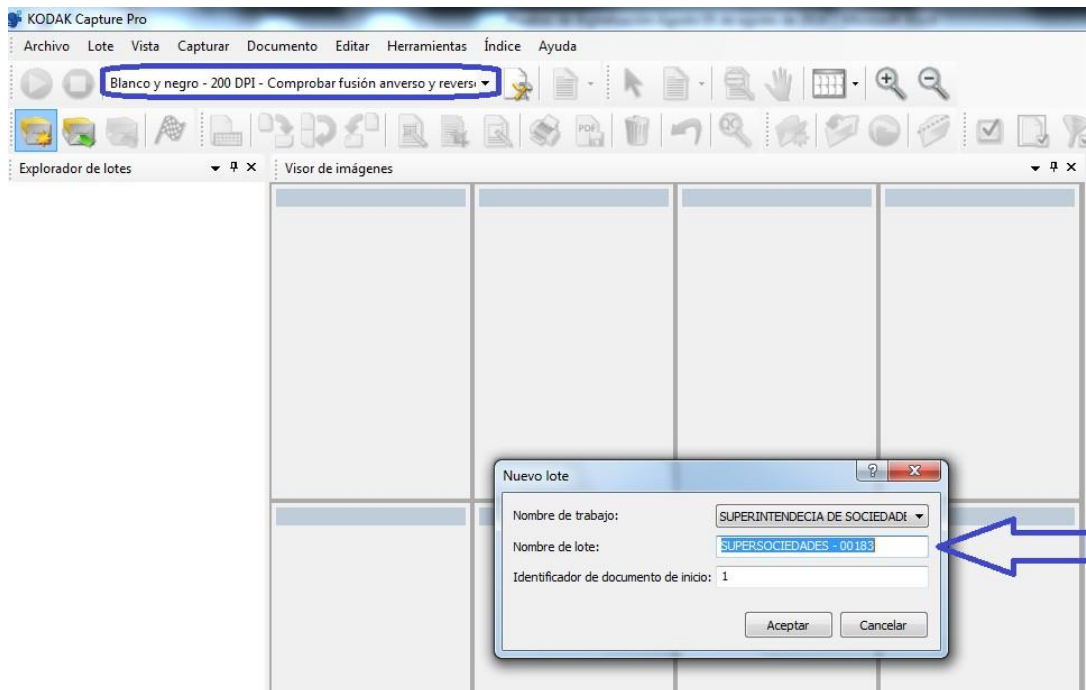 KODAK Capture Pro
Archivo Lote Vista Capturar Documento Editar Herramientas Índice Ayuda
Blanco y negro - 200 DPI - Comprobar fusión anverso y revers
PDF
QC
Explorador de lotes
Visor de imágenes
Nuevo lote
Nombre de trabajo: SUPERINTENDECIA DE SOCIEDADE
Nombre de lote: SUPERSOCIEDADES - 00183
Identificador de documento de inicio: 1
Aceptar Cancelar